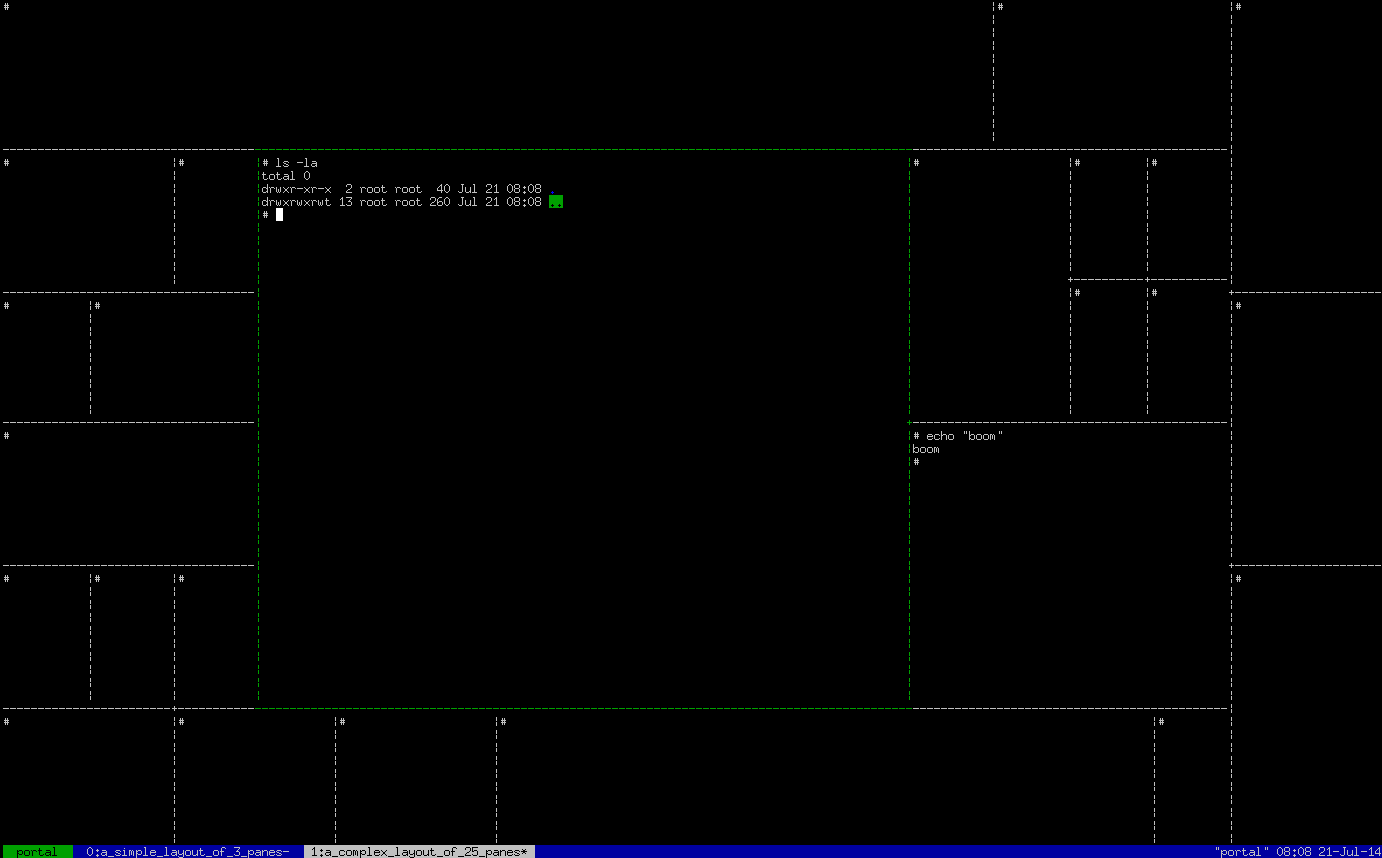 # # #
# # # ls -la # # #
total 0
drwxr-xr-x 2 root root 40 Jul 21 08:08 .
drwxrwxrwt 13 root root 260 Jul 21 08:08 ..
#
# #
# # #
# # echo "boom"
boom
#
# # # #
# # # # #
portal 0:a_simple_layout_of_3_panes- 1:a_complex_layout_of_25_panes* "portal" 08:08 21-Jul-14